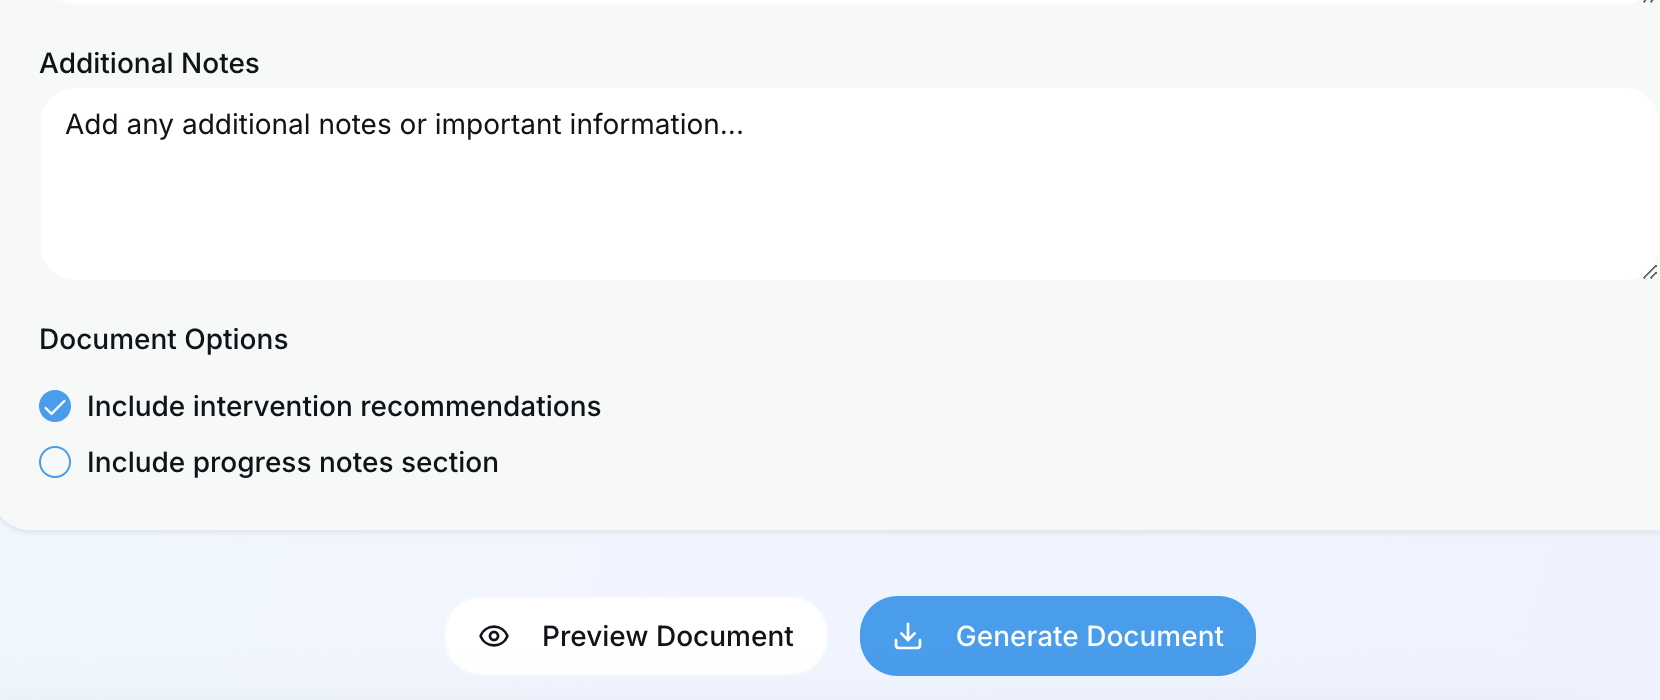 Additional Notes
Add any additional notes or important information...
Document Options
Include intervention recommendations
Include progress notes section
Preview Document
Generate Document